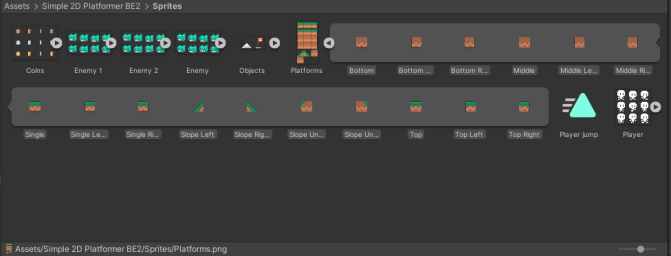 Assets > Simple 2D Platformer BE2 > Sprites
Coins Enemy 1 Enemy 2 Enemy Objects Platforms Bottom Bottom ... Bottom R... Middle Middle Le... Middle Ri...
Single Single Le... Single Ri... Slope Left Slope Rig... Slope Un... Slope Un... Top Top Left Top Right Player jump Player
Assets/Simple 2D Platformer BE2/Sprites/Platforms.png